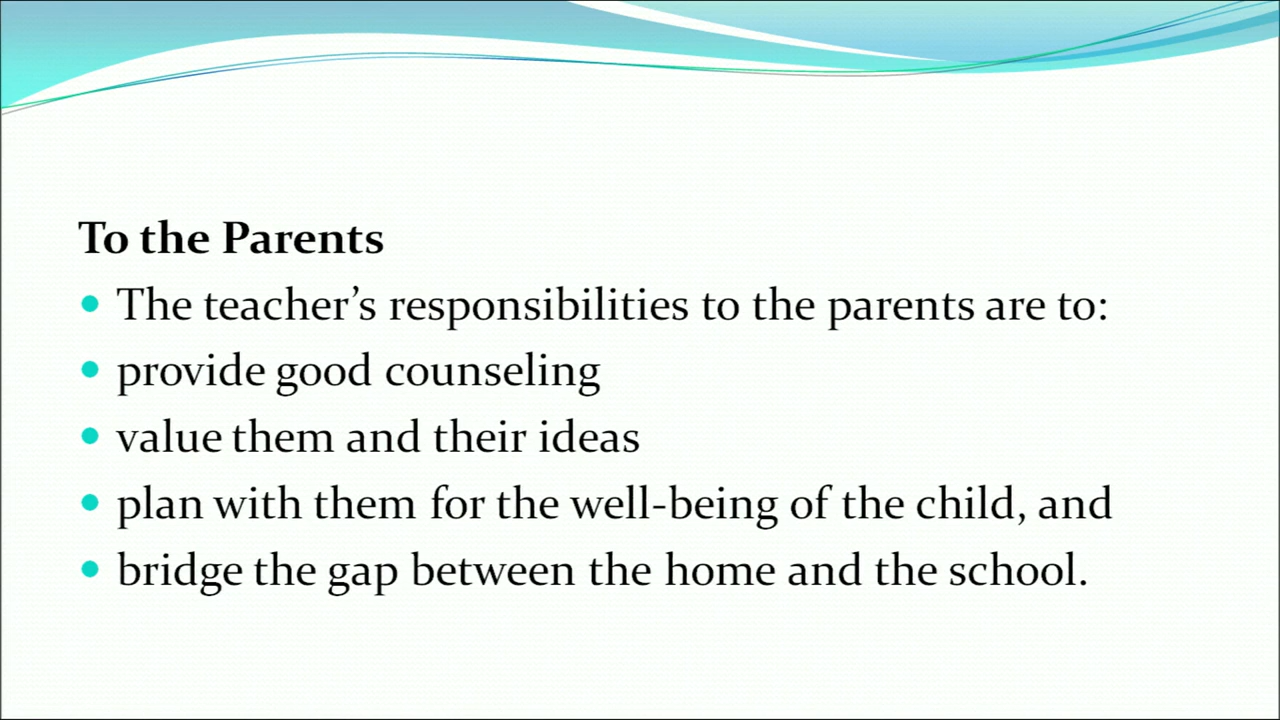 To the Parents
• The teacher’s responsibilities to the parents are to:
• provide good counseling
• value them and their ideas
• plan with them for the well-being of the child, and
• bridge the gap between the home and the school.